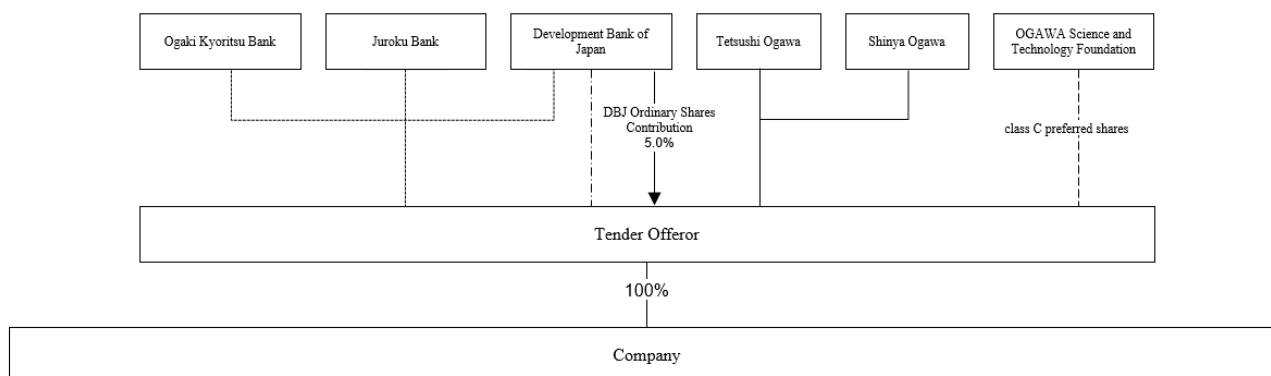 Ogaki Kyoritsu Bank
Juroku Bank
Development Bank of
Japan
Tetsushi Ogawa
Shinya Ogawa
OGAWA Science and
Technology Foundation
DBJ Ordinary Shares
Contribution
5.0%
class C preferred shares
Tender Offeror
100%
Company